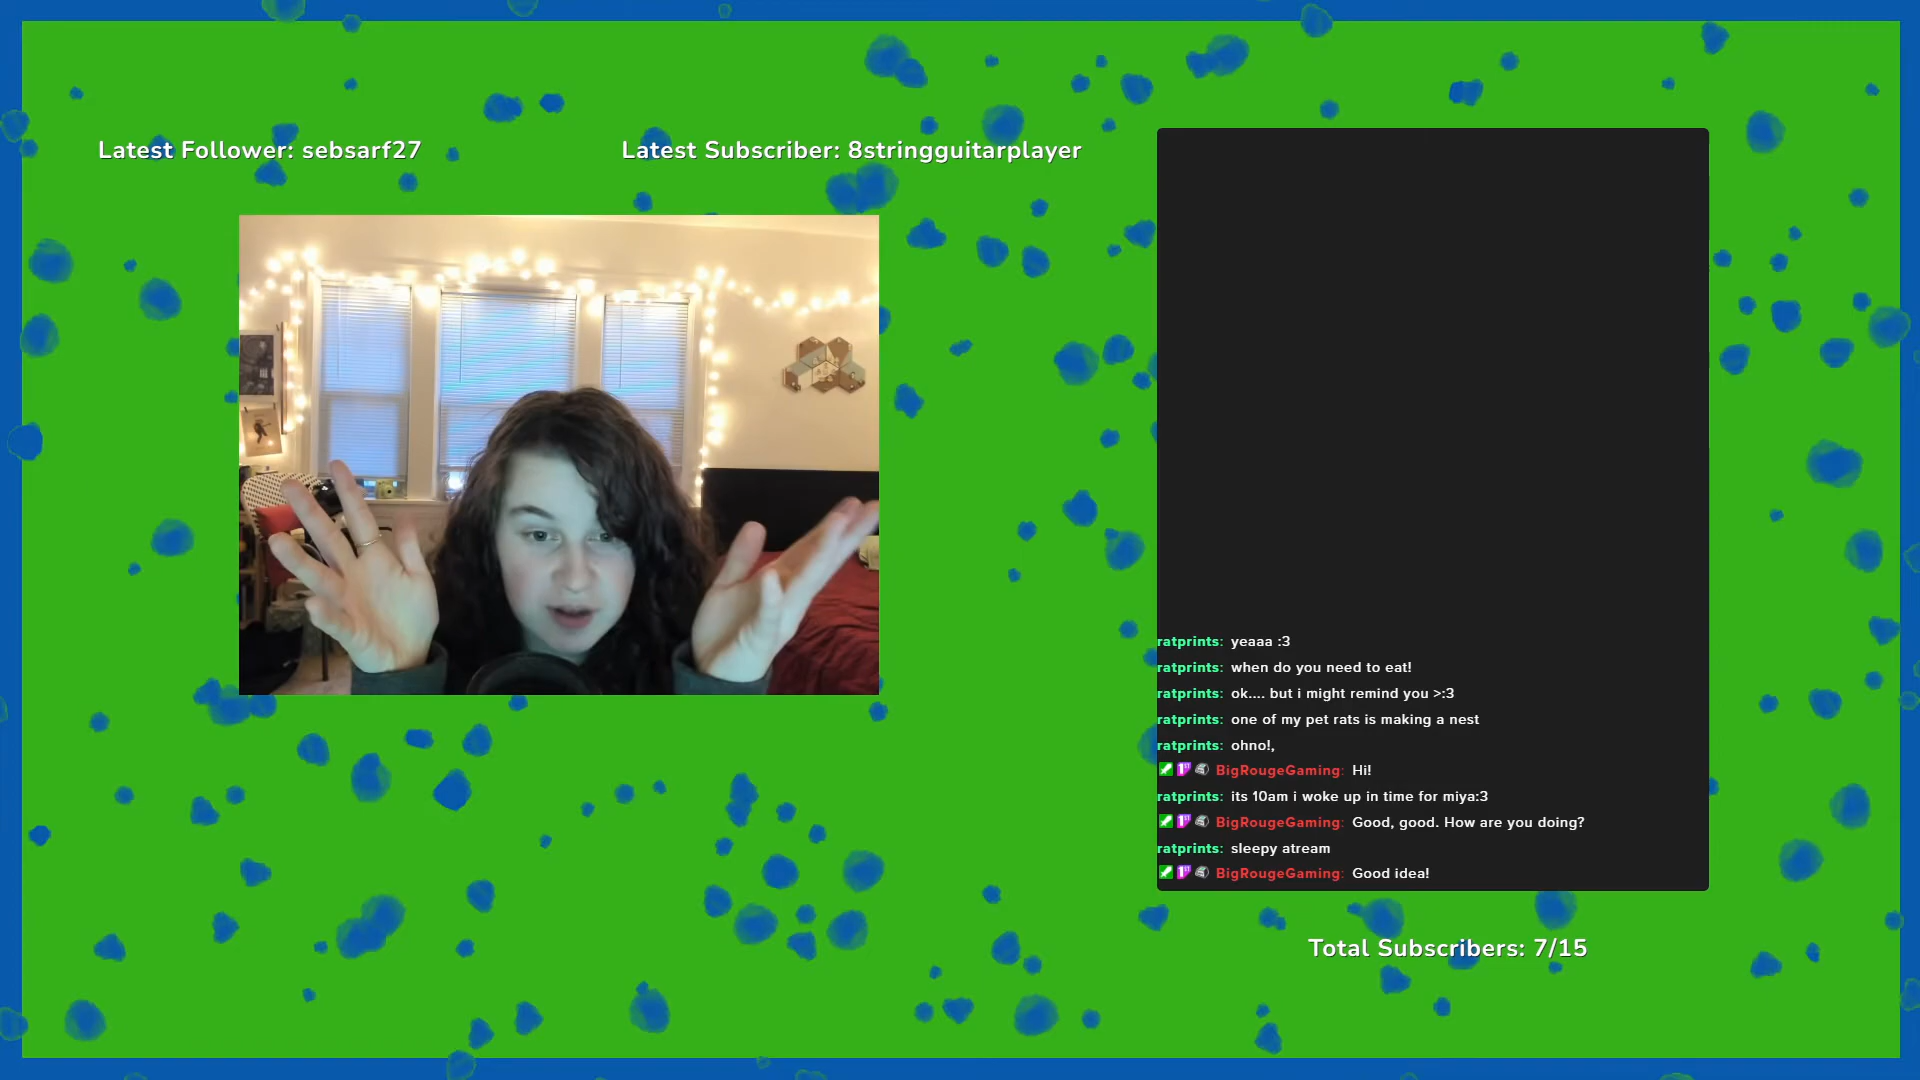 Latest Follower: sebsarf27
Latest Subscriber: 8stringguitarplayer
ratprints: yeaaa :3
ratprints: when do you need to eat!
ratprints: ok.... but i might remind you >:3
ratprints: one of my pet rats is making a nest
ratprints: ohno!,
BigRougeGaming: Hi!
ratprints: its 10am i woke up in time for miya:3
BigRougeGaming: Good, good. How are you doing?
ratprints: sleepy atream
BigRougeGaming: Good idea!
Total Subscribers: 7/15